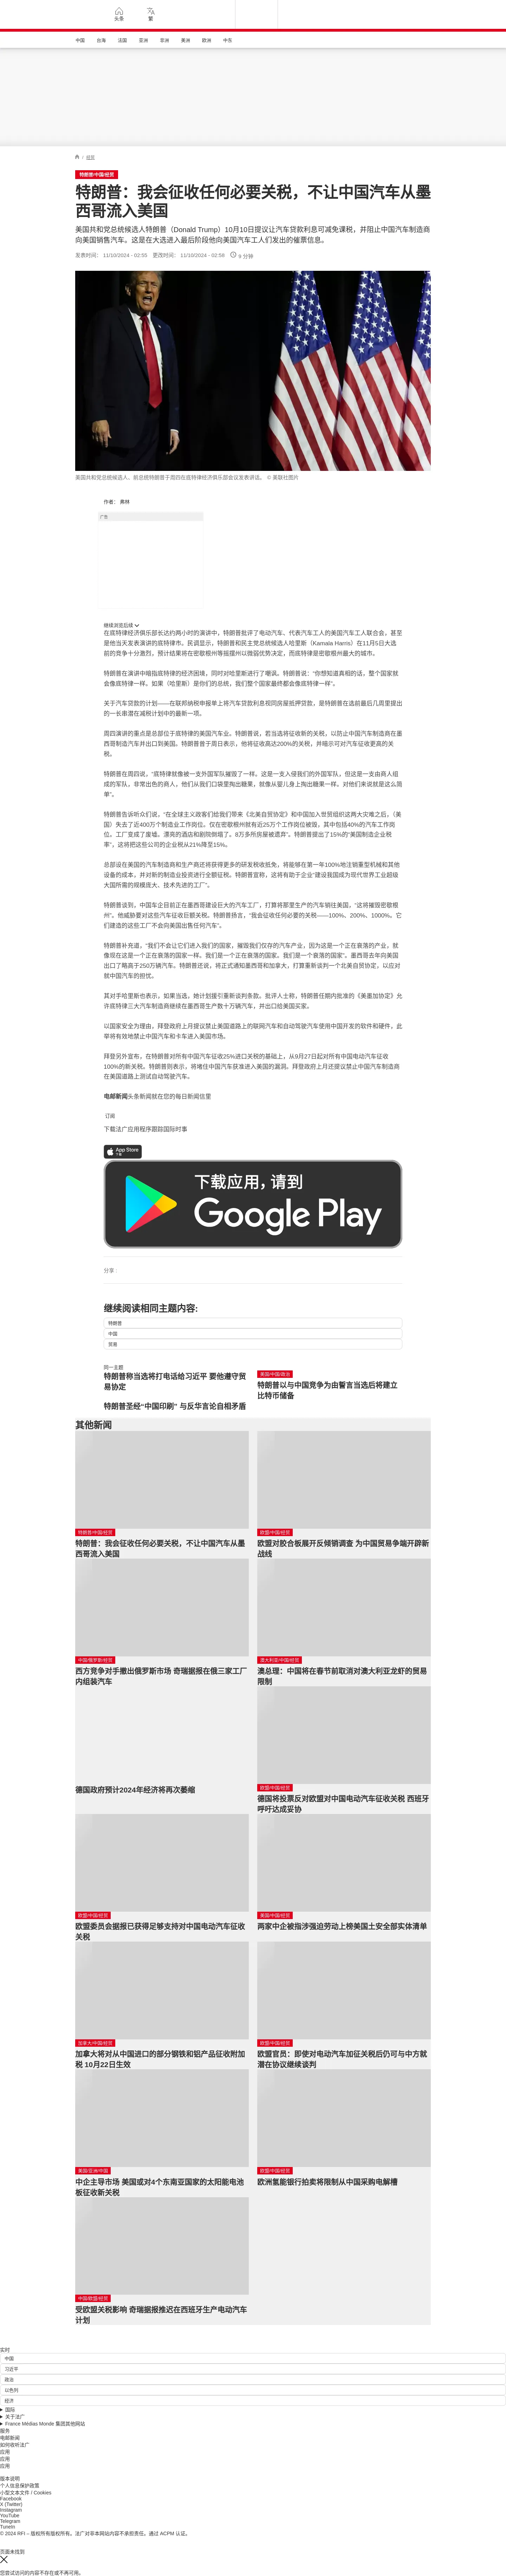 头条
繁
中国
台海
法国
亚洲
非洲
美洲
欧洲
中东
/ 经贸
特朗普/中国/经贸
特朗普：我会征收任何必要关税，不让中国汽车从墨
西哥流入美国
美国共和党总统候选人特朗普（Donald Trump）10月10日提议让汽车贷款利息可减免课税，并阻止中国汽车制造商
向美国销售汽车。这是在大选进入最后阶段他向美国汽车工人们发出的催票信息。
发表时间： 11/10/2024 - 02:55 更改时间： 11/10/2024 - 02:58 9 分钟
美国共和党总统候选人、前总统特朗普于周四在底特律经济俱乐部会议发表讲话。 © 美联社图片
作者： 弗林
广告
继续浏览后续
在底特律经济俱乐部长达约两小时的演讲中，特朗普批评了电动汽车、代表汽车工人的美国汽车工人联合会，甚至
是他当天发表演讲的底特律市。民调显示，特朗普和民主党总统候选人哈里斯（Kamala Harris）在11月5日大选
前的竞争十分激烈，预计结果将在密歇根州等摇摆州以微弱优势决定，而底特律是密歇根州最大的城市。
特朗普在演讲中暗指底特律的经济困境，同时对哈里斯进行了嘲讽。特朗普说：“你想知道真相的话，整个国家就
会像底特律一样。如果（哈里斯）是你们的总统，我们整个国家最终都会像底特律一样”。
关于汽车贷款的计划——在联邦纳税申报单上将汽车贷款利息视同房屋抵押贷款，是特朗普在选前最后几周里提出
的一长串潜在减税计划中的最新一项。
周四演讲的重点是总部位于底特律的美国汽车业。特朗普说，若当选将征收新的关税，以防止中国汽车制造商在墨
西哥制造汽车并出口到美国。特朗普曾于周日表示，他将征收高达200%的关税，并暗示可对汽车征收更高的关
税。
特朗普在周四说，“底特律就像被一支外国军队摧毁了一样。这是一支入侵我们的外国军队，但这是一支由商人组
成的军队，非常出色的商人，他们从我们口袋里掏出糖果，就像从婴儿身上掏出糖果一样。对他们来说就是这么简
单”。
特朗普告诉听众们说，“在全球主义政客们给我们带来《北美自贸协定》和中国加入世贸组织这两大灾难之后，（美
国）失去了近400万个制造业工作岗位。仅在密歇根州就有近25万个工作岗位被毁，其中包括40%的汽车工作岗
位。工厂变成了废墟。漂亮的酒店和剧院倒塌了。8万多所房屋被遗弃”。特朗普提出了15%的“美国制造企业税
率”，这将把这些公司的企业税从21%降至15%。
总部设在美国的汽车制造商和生产商还将获得更多的研发税收抵免，将能够在第一年100%地注销重型机械和其他
设备的成本，并对新的制造业投资进行全额征税。特朗普宣称，这将有助于企业“建设我国成为现代世界工业超级
大国所需的规模庞大、技术先进的工厂”。
特朗普说到，中国车企目前正在墨西哥建设巨大的汽车工厂，打算将那里生产的汽车销往美国。“这将摧毁密歇根
州”。他威胁要对这些汽车征收巨额关税。特朗普扬言，“我会征收任何必要的关税——100%、200%、1000%。它
们建造的这些工厂不会向美国出售任何汽车”。
特朗普补充道，“我们不会让它们进入我们的国家，摧毁我们仅存的汽车产业，因为这是一个正在衰落的产业，就
像现在这是一个正在衰落的国家一样。我们是一个正在衰落的国家。我们是一个衰落的国家”。墨西哥去年向美国
出口了略高于250万辆汽车。特朗普还说，将正式通知墨西哥和加拿大，打算重新谈判一个北美自贸协定，以应对
就中国汽车的担忧。
其对手哈里斯也表示，如果当选，她计划援引重新谈判条款。批评人士称，特朗普任期内批准的《美墨加协定》允
许底特律三大汽车制造商继续在墨西哥生产数十万辆汽车，并出口给美国买家。
以国家安全为理由，拜登政府上月提议禁止美国道路上的联网汽车和自动驾驶汽车使用中国开发的软件和硬件，此
举将有效地禁止中国汽车和卡车进入美国市场。
拜登另外宣布，在特朗普对所有中国汽车征收25%进口关税的基础上，从9月27日起对所有中国电动汽车征收
100%的新关税。特朗普则表示，将堵住中国汽车获准进入美国的漏洞。拜登政府上月还提议禁止中国汽车制造商
在美国道路上测试自动驾驶汽车。
电邮新闻头条新闻就在您的每日新闻信里
订阅
下载法广应用程序跟踪国际时事
App Store
下载
下载应用，请到
Google Play
分享 :
继续阅读相同主题内容:
特朗普
中国
贸易
同一主题
特朗普称当选将打电话给习近平 要他遵守贸
易协定
美国/中国/政治
特朗普以与中国竞争为由誓言当选后将建立
比特币储备
特朗普圣经“中国印刷” 与反华言论自相矛盾
其他新闻
特朗普/中国/经贸
特朗普：我会征收任何必要关税，不让中国汽车从墨
西哥流入美国
欧盟/中国/经贸
欧盟对胶合板展开反倾销调查 为中国贸易争端开辟新
战线
中国/俄罗斯/经贸
西方竞争对手撤出俄罗斯市场 奇瑞据报在俄三家工厂
内组装汽车
澳大利亚/中国/经贸
澳总理：中国将在春节前取消对澳大利亚龙虾的贸易
限制
德国政府预计2024年经济将再次萎缩
欧盟/中国/经贸
德国将投票反对欧盟对中国电动汽车征收关税 西班牙
呼吁达成妥协
欧盟/中国/经贸
欧盟委员会据报已获得足够支持对中国电动汽车征收
关税
美国/中国/经贸
两家中企被指涉强迫劳动上榜美国土安全部实体清单
加拿大/中国/经贸
加拿大将对从中国进口的部分钢铁和铝产品征收附加
税 10月22日生效
欧盟/中国/经贸
欧盟官员：即使对电动汽车加征关税后仍可与中方就
潜在协议继续谈判
美国/亚洲/中国
中企主导市场 美国或对4个东南亚国家的太阳能电池
板征收新关税
欧盟/中国/经贸
欧洲氢能银行拍卖将限制从中国采购电解槽
中国/欧盟/经贸
受欧盟关税影响 奇瑞据报推迟在西班牙生产电动汽车
计划
实时
中国
习近平
政治
以色列
经济
国际
关于法广
France Médias Monde 集团其他网站
服务
电邮新闻
如何收听法广
应用
应用
应用
版本说明
个人信息保护政策
小型文本文件 / Cookies
Facebook
X (Twitter)
Instagram
YouTube
Telegram
TuneIn
© 2024 RFI – 版权所有版权所有。法广对非本网站内容不承担责任。通过 ACPM 认证。
页面未找到
您尝试访问的内容不存在或不再可用。